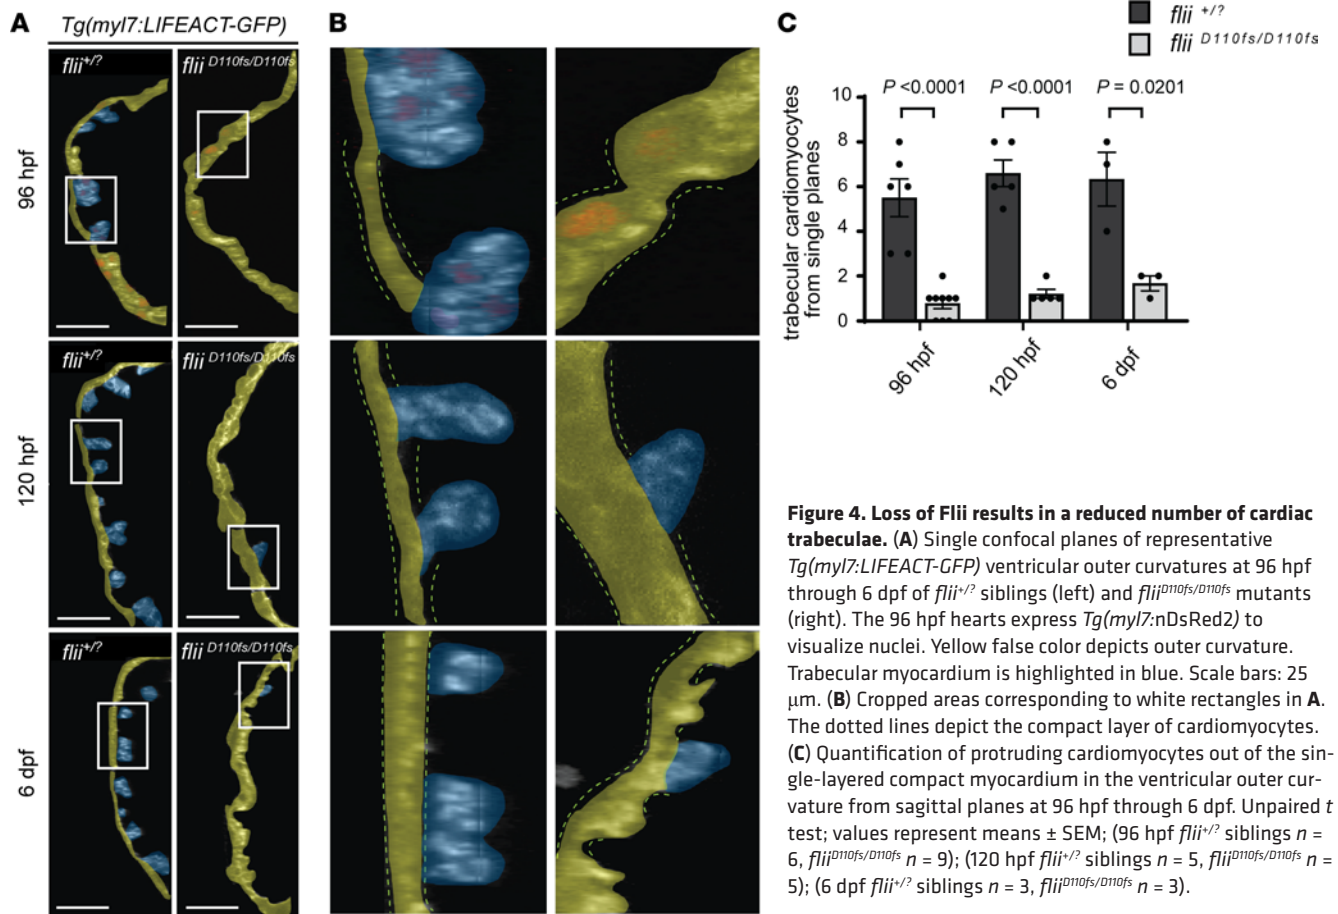 A
Tg(myl7:LIFEACT-GFP)
B
C
flii +/?
flii D110fs/D110fs
flii+/?
flii D110fs/D110fs
96 hpf
flii+/?
flii D110fs/D110fs
120 hpf
flii+/?
flii D110fs/D110fs
6 dpf
P <0.0001 P <0.0001 P = 0.0201
trabecular cardiomyocytes
from single planes
10
8
6
4
2
0
96 hpf
120 hpf
6 dpf
Figure 4. Loss of Flii results in a reduced number of cardiac
trabeculae. (A) Single confocal planes of representative
Tg(myl7:LIFEACT-GFP) ventricular outer curvatures at 96 hpf
through 6 dpf of flii+/? siblings (left) and fliiD110fs/D110fs mutants
(right). The 96 hpf hearts express Tg(myl7:nDsRed2) to
visualize nuclei. Yellow false color depicts outer curvature.
Trabecular myocardium is highlighted in blue. Scale bars: 25
μm. (B) Cropped areas corresponding to white rectangles in A.
The dotted lines depict the compact layer of cardiomyocytes.
(C) Quantification of protruding cardiomyocytes out of the sin-
gle-layered compact myocardium in the ventricular outer cur-
vature from sagittal planes at 96 hpf through 6 dpf. Unpaired t
test; values represent means ± SEM; (96 hpf flii+/? siblings n =
6, fliiD110fs/D110fs n = 9); (120 hpf flii+/? siblings n = 5, fliiD110fs/D110fs n =
5); (6 dpf flii+/? siblings n = 3, fliiD110fs/D110fs n = 3).